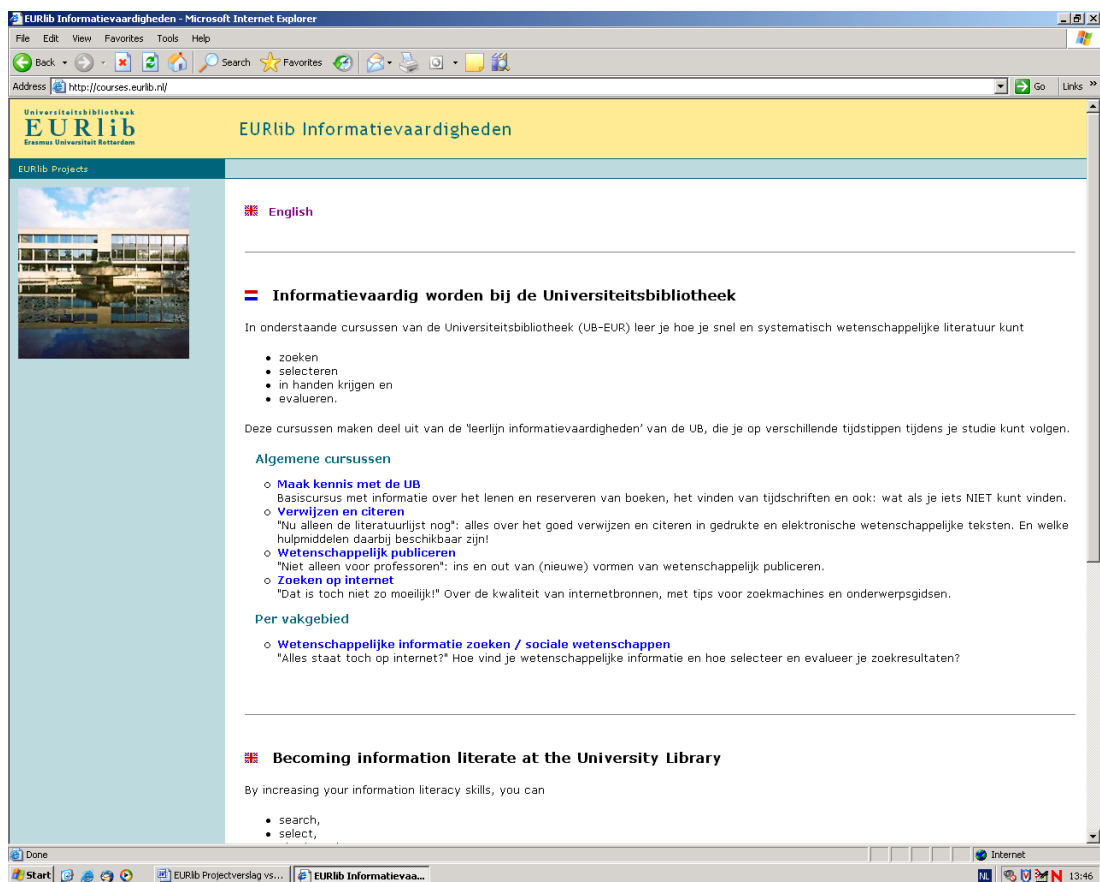 EURlib Informatievaardigheden - Microsoft Internet Explorer
File Edit View Favorites Tools Help
Back Search Favorites
Address http://courses.eurlib.nl/ Go Links »
Universiteitsbibliotheek
EURlib
Erasmus Universiteit Rotterdam
EURlib Informatievaardigheden
EURlib Projects
English
Informatievaardig worden bij de Universiteitsbibliotheek
In onderstaande cursussen van de Universiteitsbibliotheek (UB-EUR) leer je hoe je snel en systematisch wetenschappelijke literatuur kunt
zoeken
selecteren
in handen krijgen en
evalueren.
Deze cursussen maken deel uit van de 'leerlijn informatievaardigheden' van de UB, die je op verschillende tijdstippen tijdens je studie kunt volgen.
Algemene cursussen
Maak kennis met de UB
Basiscursus met informatie over het lenen en reserveren van boeken, het vinden van tijdschriften en ook: wat als je iets NIET kunt vinden.
Verwijzen en citeren
"Nu alleen de literatuurlijst nog": alles over het goed verwijzen en citeren in gedrukte en elektronische wetenschappelijke teksten. En welke
hulpmiddelen daarbij beschikbaar zijn!
Wetenschappelijk publiceren
"Niet alleen voor professoren": ins en out van (nieuwe) vormen van wetenschappelijk publiceren.
Zoeken op internet
"Dat is toch niet zo moeilijk!" Over de kwaliteit van internetbronnen, met tips voor zoekmachines en onderwerpsgidsen.
Per vakgebied
Wetenschappelijke informatie zoeken / sociale wetenschappen
"Alles staat toch op internet?" Hoe vind je wetenschappelijke informatie en hoe selecteer en evalueer je zoekresultaten?
Becoming information literate at the University Library
By increasing your information literacy skills, you can
search,
select,
Done Internet
Start EURlib Projectverslag vs... EURlib Informatievaa... NL 13:46